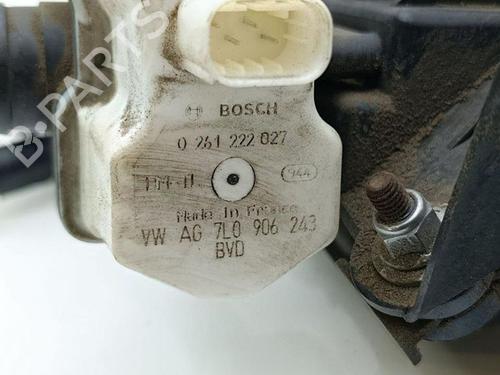 B-PARTS
BOSCH
0 261 222 027
944
Made in France
VW AG 7L0 906 243
BVD